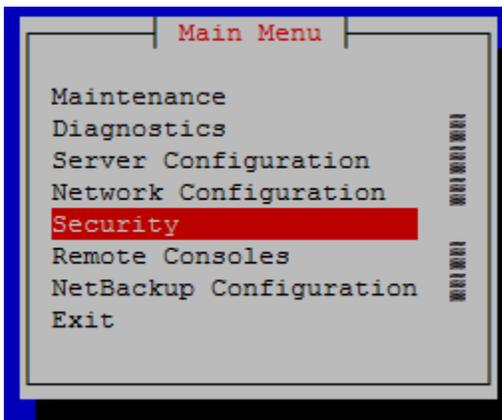 Main Menu
Maintenance
Diagnostics
Server Configuration
Network Configuration
Security
Remote Consoles
NetBackup Configuration
Exit